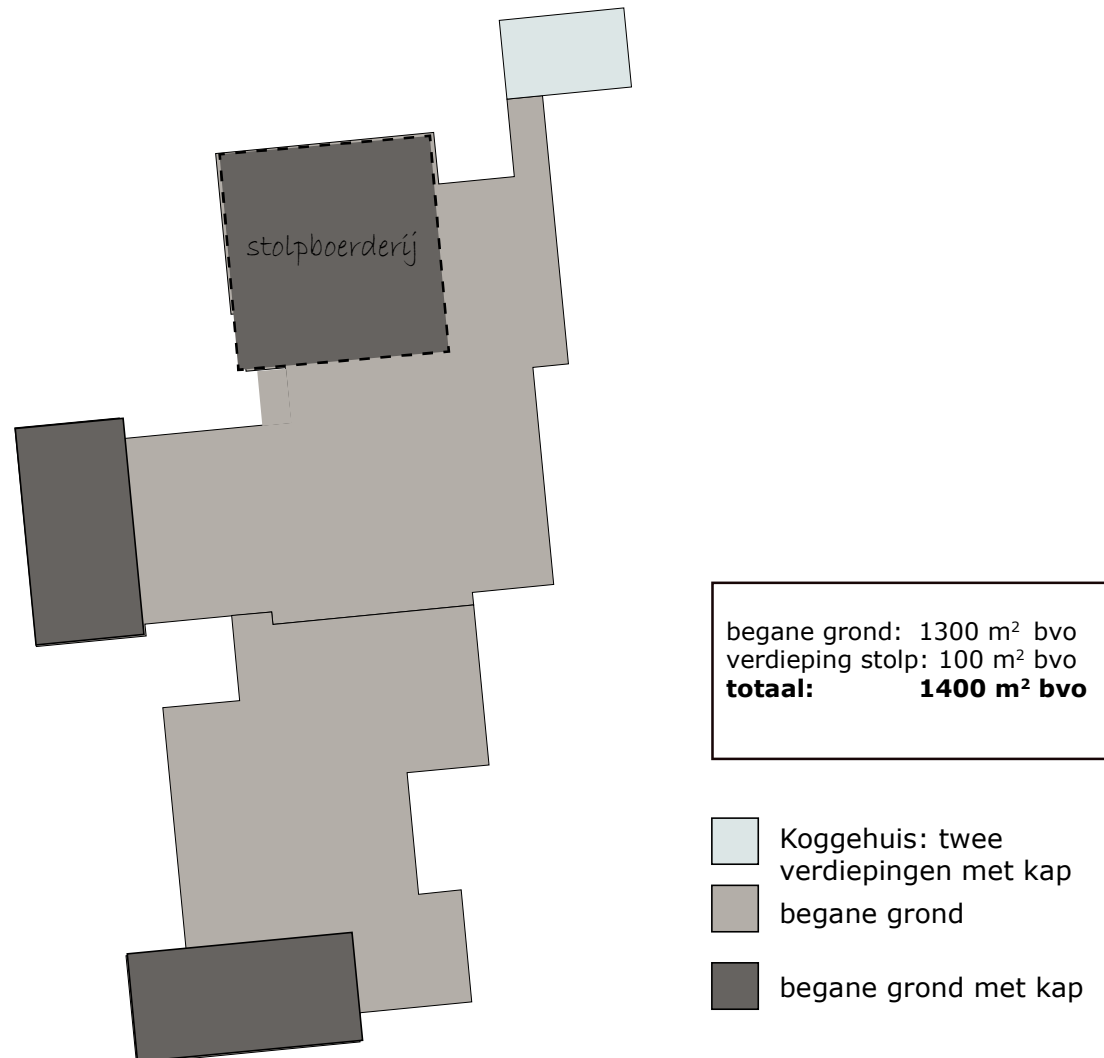 stolpboerderij
begane grond: 1300 m² bvo
verdieping stolp: 100 m² bvo
totaal: 1400 m² bvo
Koggehuis: twee
verdiepingen met kap
begane grond
begane grond met kap